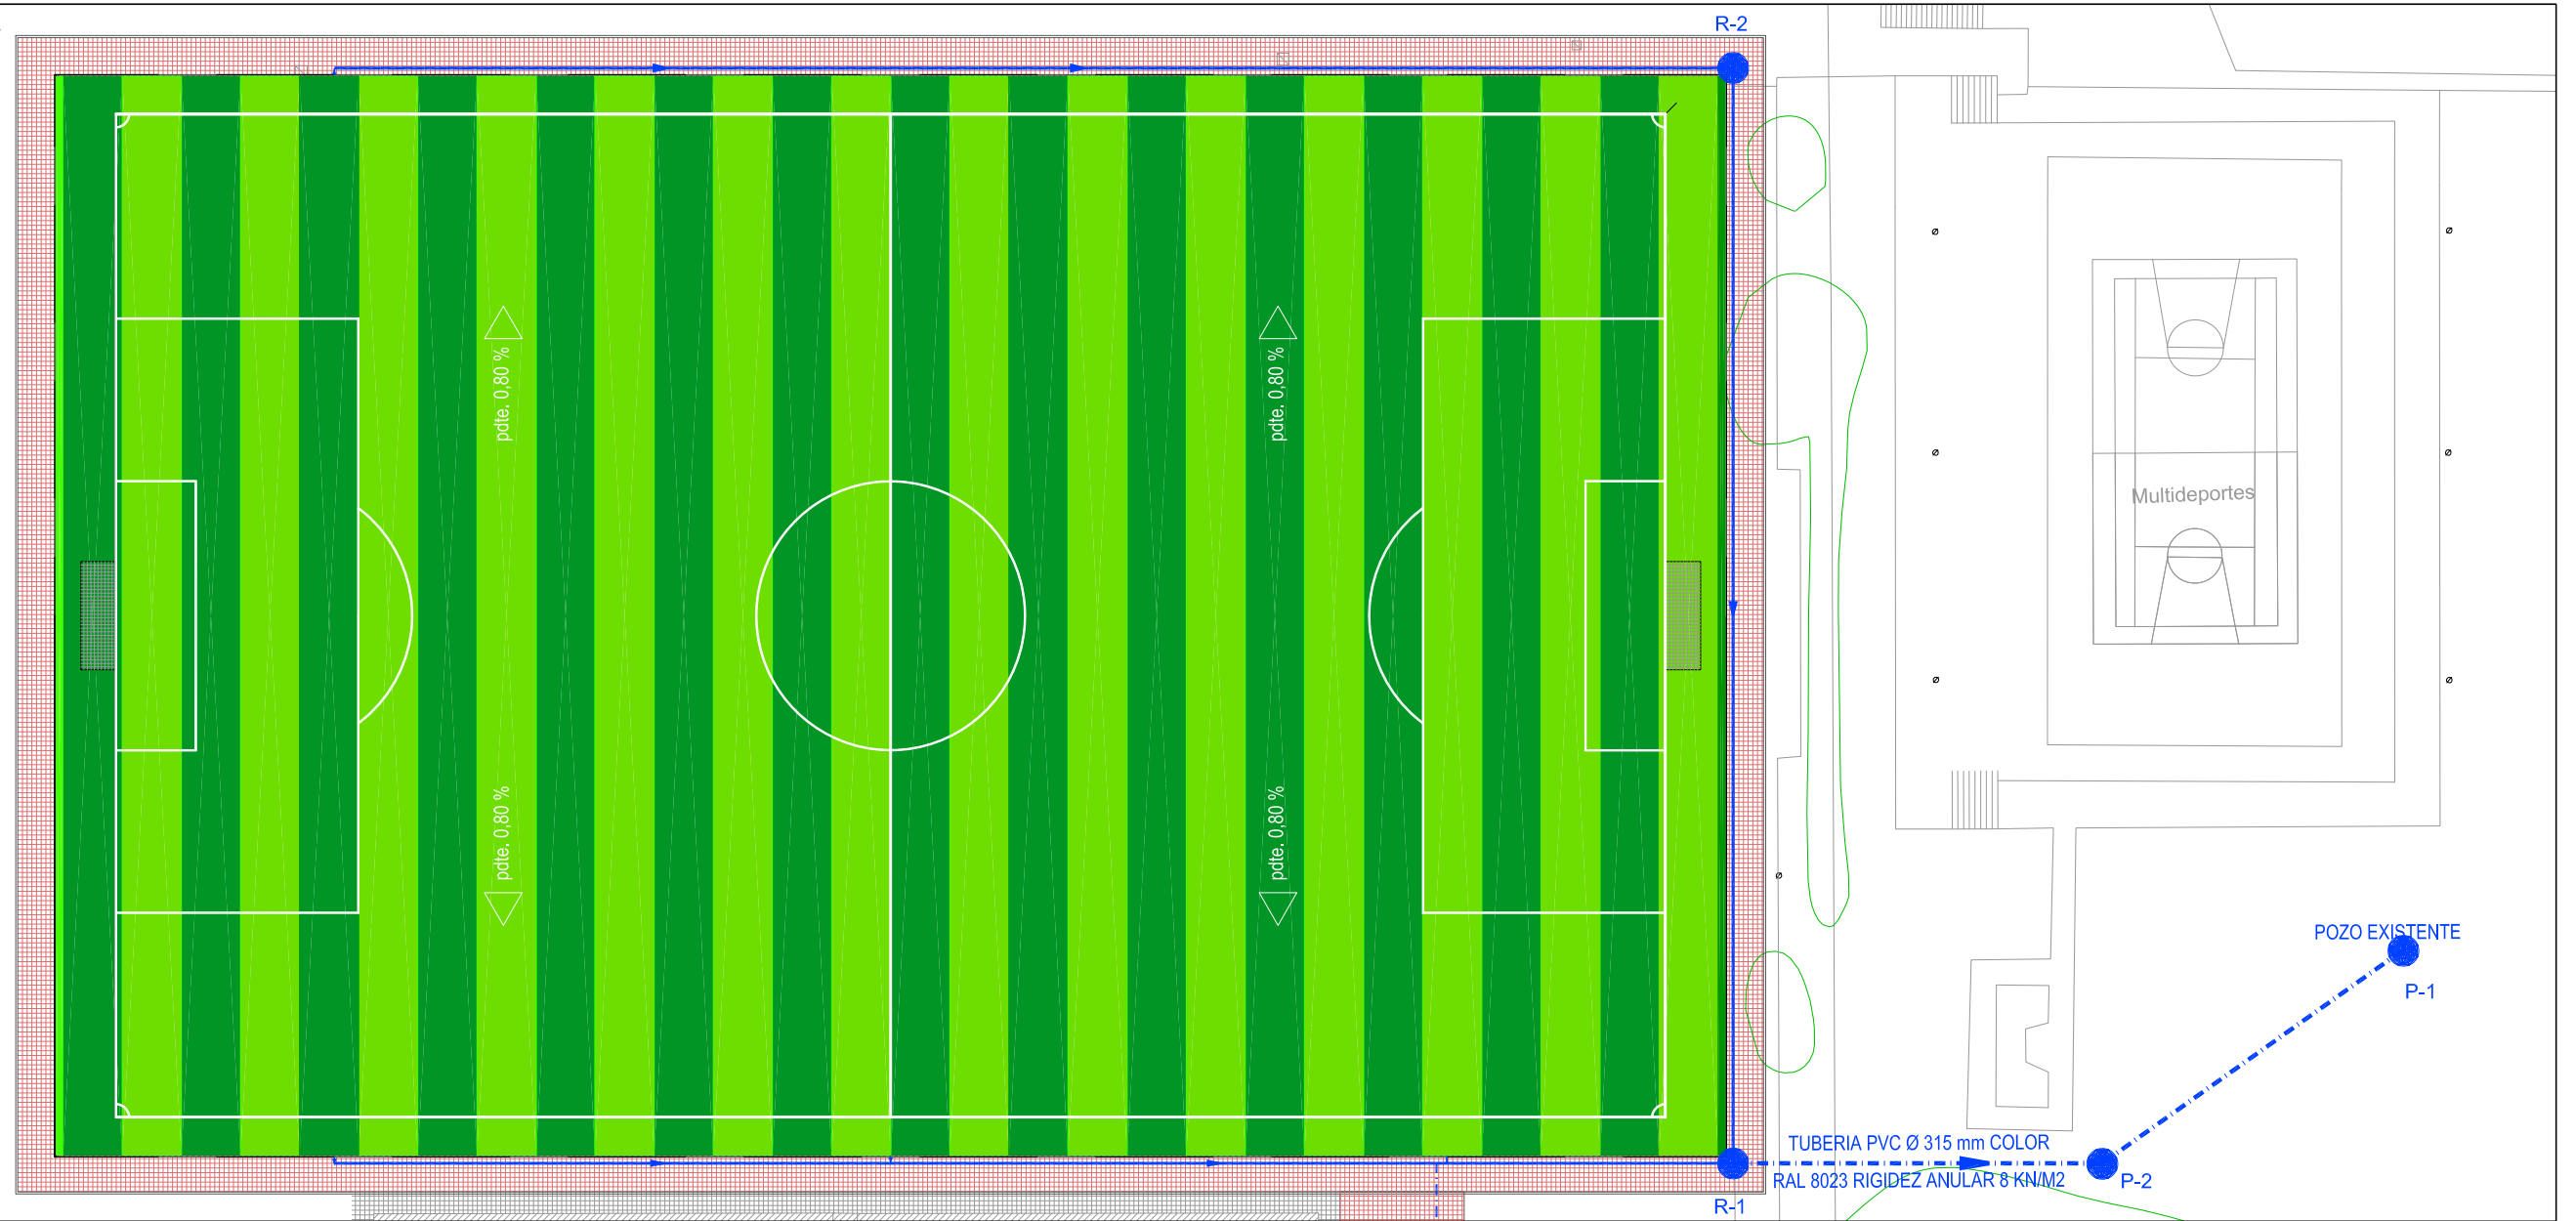 R-2
pdte. 0,80 %
pdte. 0,80 %
Multideportes
pdte. 0,80 %
pdte. 0,80 %
POZO EXISTENTE
P-1
TUBERIA PVC Ø 315 mm COLOR
RAL 8023 RIGIDEZ ANULAR 8 KN/M2
P-2
R-1